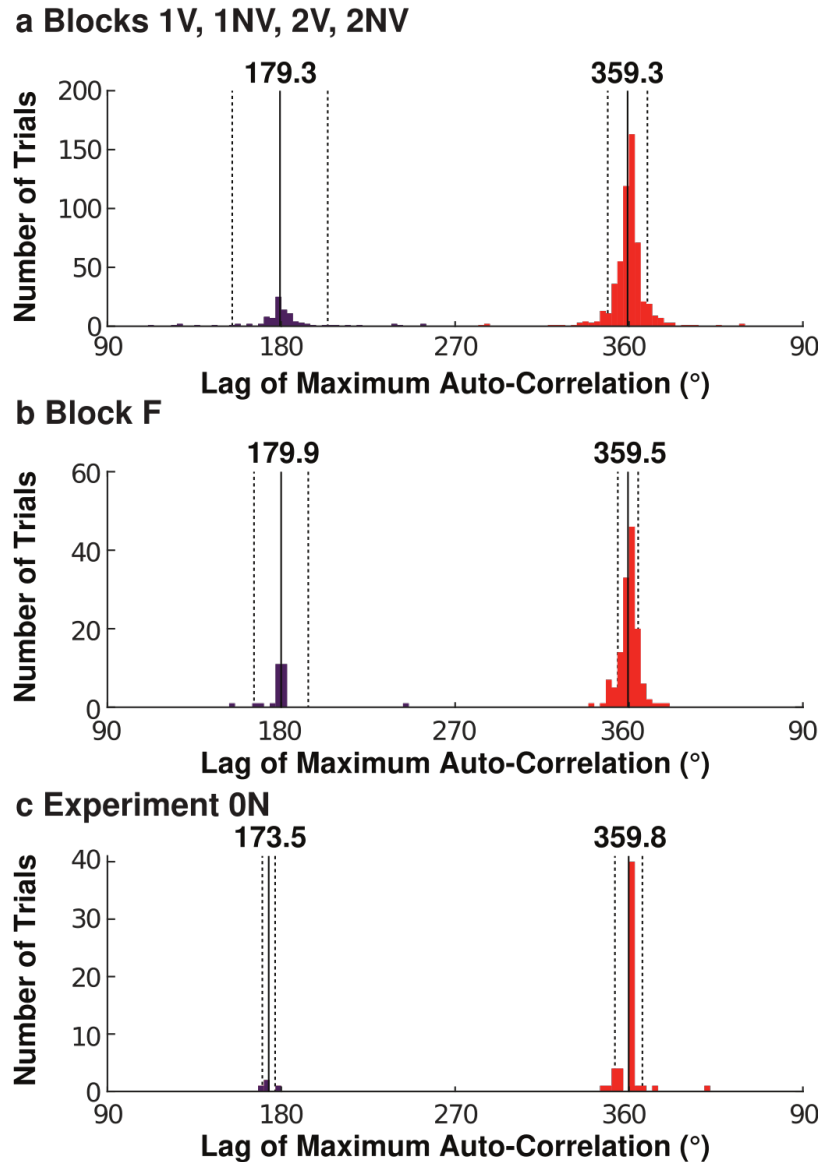 a Blocks 1V, 1NV, 2V, 2NV
179.3 359.3
Number of Trials
200
150
100
50
0
90 180 270 360 90
Lag of Maximum Auto-Correlation (°)
b Block F
179.9 359.5
Number of Trials
60
40
20
0
90 180 270 360 90
Lag of Maximum Auto-Correlation (°)
c Experiment 0N
173.5 359.8
Number of Trials
40
30
20
10
0
90 180 270 360 90
Lag of Maximum Auto-Correlation (°)